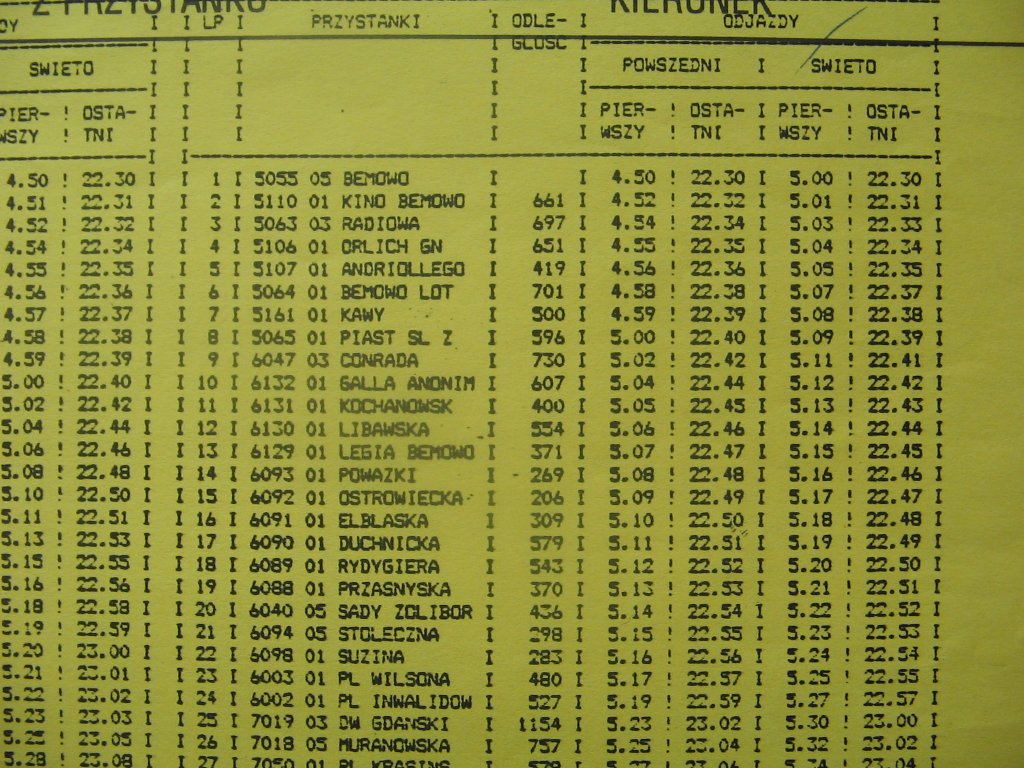 Z PRZYSTANKU KIERUNEK
DY I I LP I PRZYSTANKI I ODLE- I ODJAZDY I
I I I I GLOSC I---I
SWIETO I I I I I POWSZEDNI I SWIETO I
PIER- ! OSTA- I I I I I PIER- ! OSTA- I PIER- ! OSTA- I
WSZY ! TNI I I I I I WSZY ! TNI I WSZY ! TNI I
4.50 ! 22.30 I I 1 I 5055 05 BEMOWO I I 4.50 ! 22.30 I 5.00 ! 22.30 I
4.51 ! 22.31 I I 2 I 5110 01 KINO BEMOWO I 661 I 4.52 ! 22.32 I 5.01 ! 22.31 I
4.52 ! 22.32 I I 3 I 5063 03 RADIOWA I 697 I 4.54 ! 22.34 I 5.03 ! 22.33 I
4.54 ! 22.34 I I 4 I 5106 01 ORLICH GN I 651 I 4.55 ! 22.35 I 5.04 ! 22.34 I
4.55 ! 22.35 I I 5 I 5107 01 ANDRIOLLEGO I 419 I 4.56 ! 22.36 I 5.05 ! 22.35 I
4.56 ! 22.36 I I 6 I 5064 01 BEMOWO LOT I 701 I 4.58 ! 22.38 I 5.07 ! 22.37 I
4.57 ! 22.37 I I 7 I 5161 01 KAWY I 500 I 4.59 ! 22.39 I 5.08 ! 22.38 I
4.58 ! 22.38 I I 8 I 5065 01 PIAST SL Z I 596 I 5.00 ! 22.40 I 5.09 ! 22.39 I
4.59 ! 22.39 I I 9 I 6047 03 CONRADA I 730 I 5.02 ! 22.42 I 5.11 ! 22.41 I
5.00 ! 22.40 I I 10 I 6132 01 GALLA ANONIM I 607 I 5.04 ! 22.44 I 5.12 ! 22.42 I
5.02 ! 22.42 I I 11 I 6131 01 KOCHANOWSK I 400 I 5.05 ! 22.45 I 5.13 ! 22.43 I
5.04 ! 22.44 I I 12 I 6130 01 LIBAWSKA I 554 I 5.06 ! 22.46 I 5.14 ! 22.44 I
5.06 ! 22.46 I I 13 I 6129 01 LEGIA BEMOWO I 371 I 5.07 ! 22.47 I 5.15 ! 22.45 I
5.08 ! 22.48 I I 14 I 6093 01 POWAZKI I 269 I 5.08 ! 22.48 I 5.16 ! 22.46 I
5.10 ! 22.50 I I 15 I 6092 01 OSTROWIECKA I 206 I 5.09 ! 22.49 I 5.17 ! 22.47 I
5.11 ! 22.51 I I 16 I 6091 01 ELBLASKA I 309 I 5.10 ! 22.50 I 5.18 ! 22.48 I
5.13 ! 22.53 I I 17 I 6090 01 DUCHNICKA I 579 I 5.11 ! 22.51 I 5.19 ! 22.49 I
5.15 ! 22.55 I I 18 I 6089 01 RYDYGIERA I 543 I 5.12 ! 22.52 I 5.20 ! 22.50 I
5.16 ! 22.56 I I 19 I 6088 01 PRZASNYSKA I 370 I 5.13 ! 22.53 I 5.21 ! 22.51 I
5.18 ! 22.58 I I 20 I 6040 05 SADY ZOLIBOR I 436 I 5.14 ! 22.54 I 5.22 ! 22.52 I
5.19 ! 22.59 I I 21 I 6094 05 STOLECZNA I 298 I 5.15 ! 22.55 I 5.23 ! 22.53 I
5.20 ! 23.00 I I 22 I 6098 01 SUZINA I 283 I 5.16 ! 22.56 I 5.24 ! 22.54 I
5.21 ! 23.01 I I 23 I 6003 01 PL WILSONA I 480 I 5.17 ! 22.57 I 5.25 ! 22.55 I
5.22 ! 23.02 I I 24 I 6002 01 PL INWALIDOW I 527 I 5.19 ! 22.59 I 5.27 ! 22.57 I
5.23 ! 23.03 I I 25 I 7019 03 DW GDANSKI I 1154 I 5.23 ! 23.02 I 5.30 ! 23.00 I
5.25 ! 23.05 I I 26 I 7018 05 MURANOWSKA I 757 I 5.25 ! 23.04 I 5.32 ! 23.02 I
5.28 ! 23.08 I I 27 I 7050 01 PL KRASINS I 579 I 5.27 ! 23.06 I 5.34 ! 23.04 I